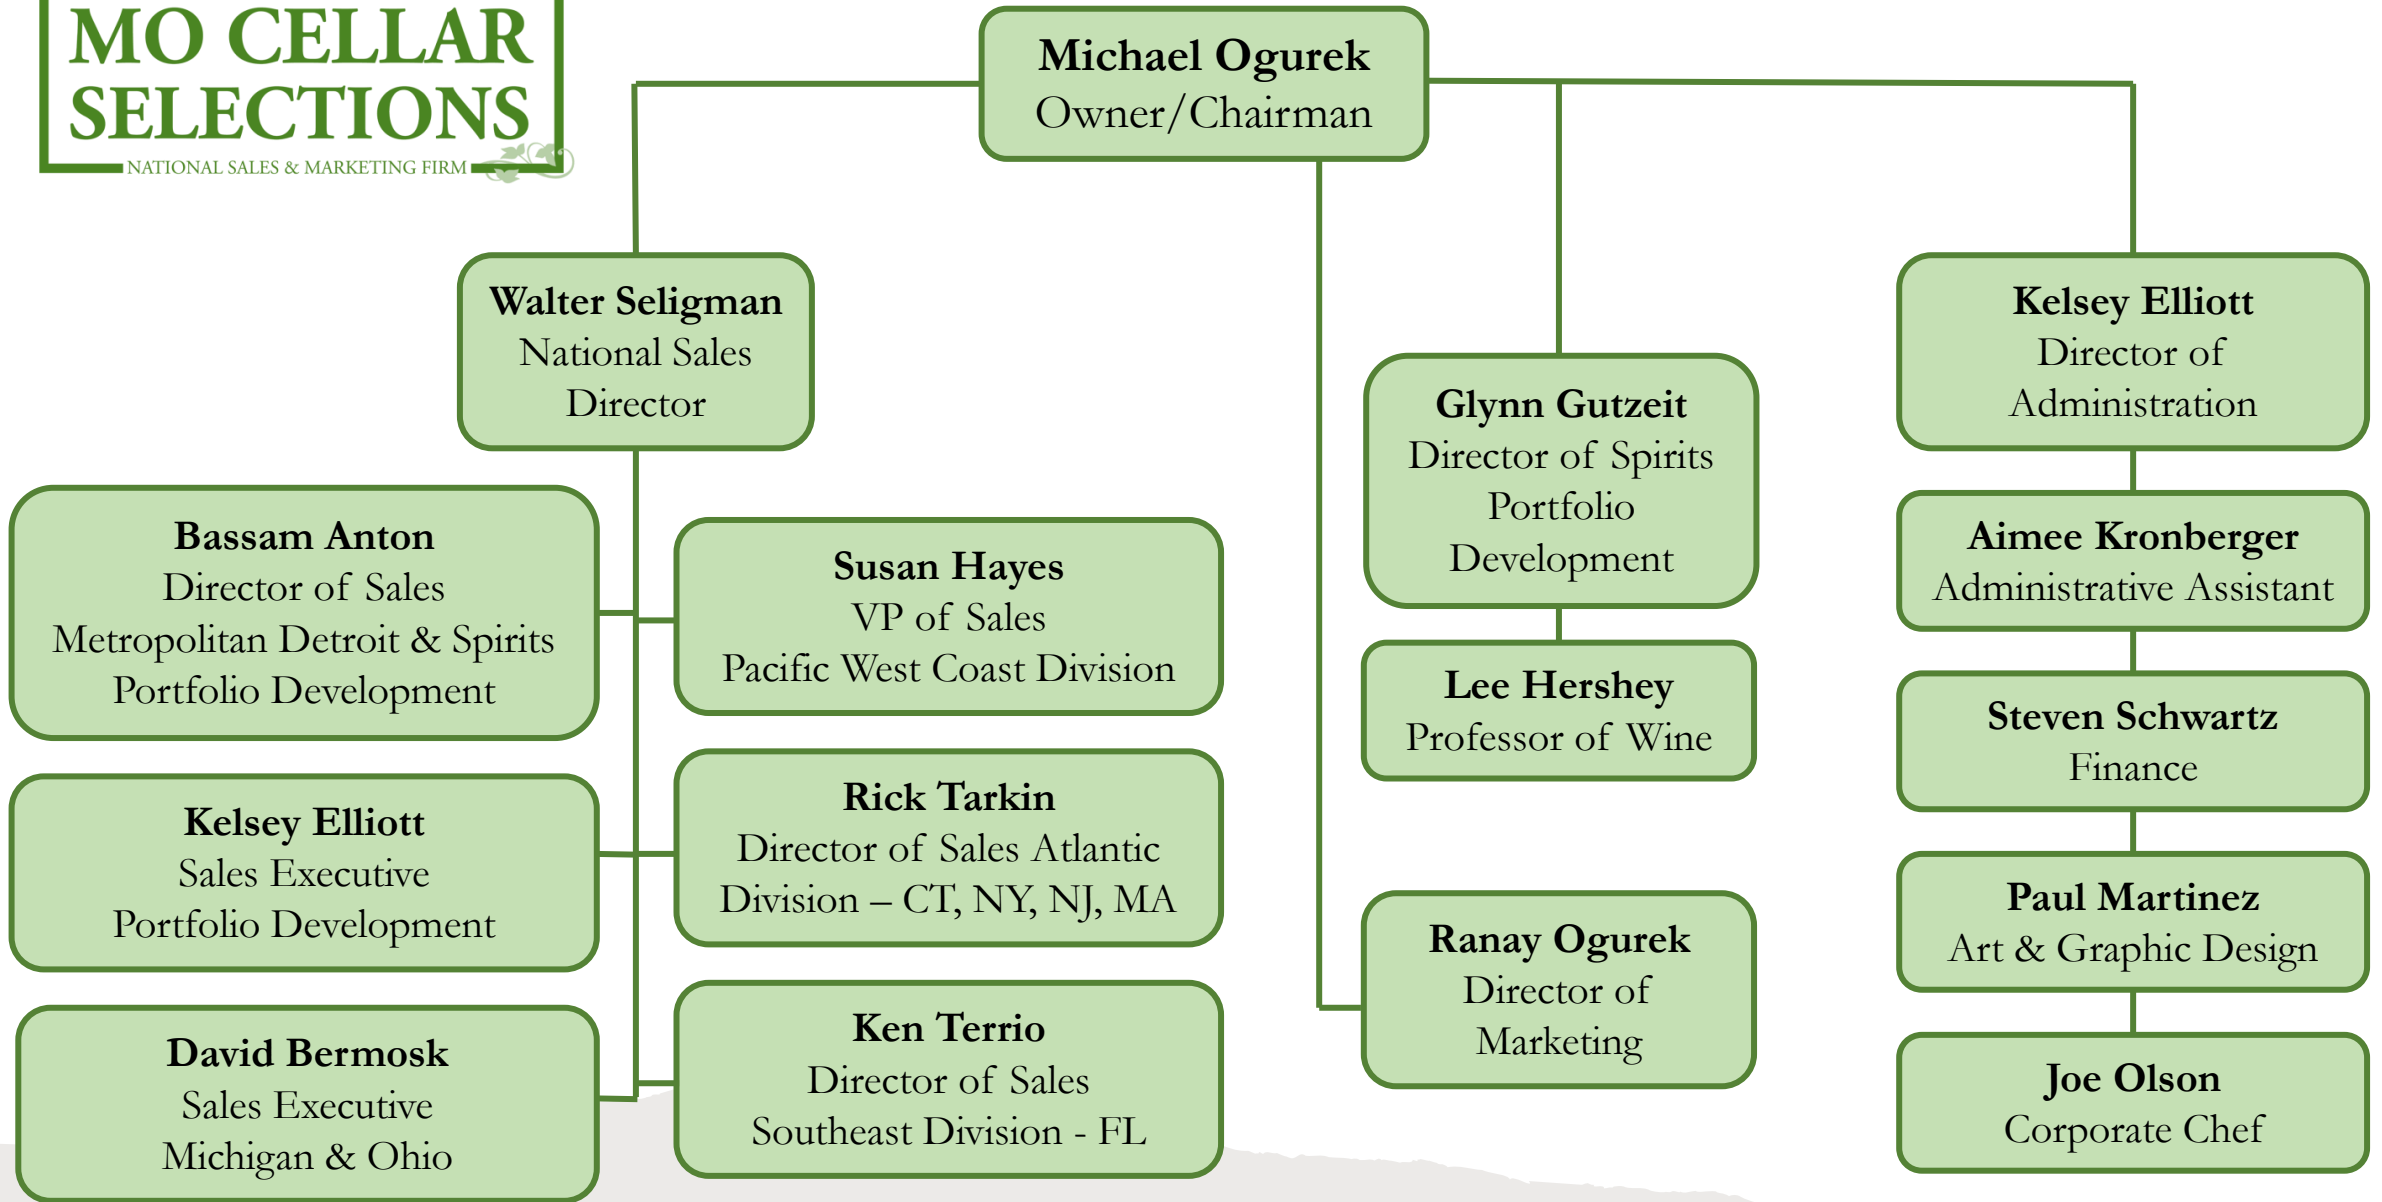 MO CELLAR
SELECTIONS
NATIONAL SALES & MARKETING FIRM
Michael Ogurek
Owner/Chairman
Walter Seligman
National Sales
Director
Bassam Anton
Director of Sales
Metropolitan Detroit & Spirits
Portfolio Development
Kelsey Elliott
Sales Executive
Portfolio Development
David Bermosk
Sales Executive
Michigan & Ohio
Susan Hayes
VP of Sales
Pacific West Coast Division
Rick Tarkin
Director of Sales Atlantic
Division – CT, NY, NJ, MA
Ken Terrio
Director of Sales
Southeast Division - FL
Glynn Gutzeit
Director of Spirits
Portfolio
Development
Lee Hershey
Professor of Wine
Ranay Ogurek
Director of
Marketing
Kelsey Elliott
Director of
Administration
Aimee Kronberger
Administrative Assistant
Steven Schwartz
Finance
Paul Martinez
Art & Graphic Design
Joe Olson
Corporate Chef